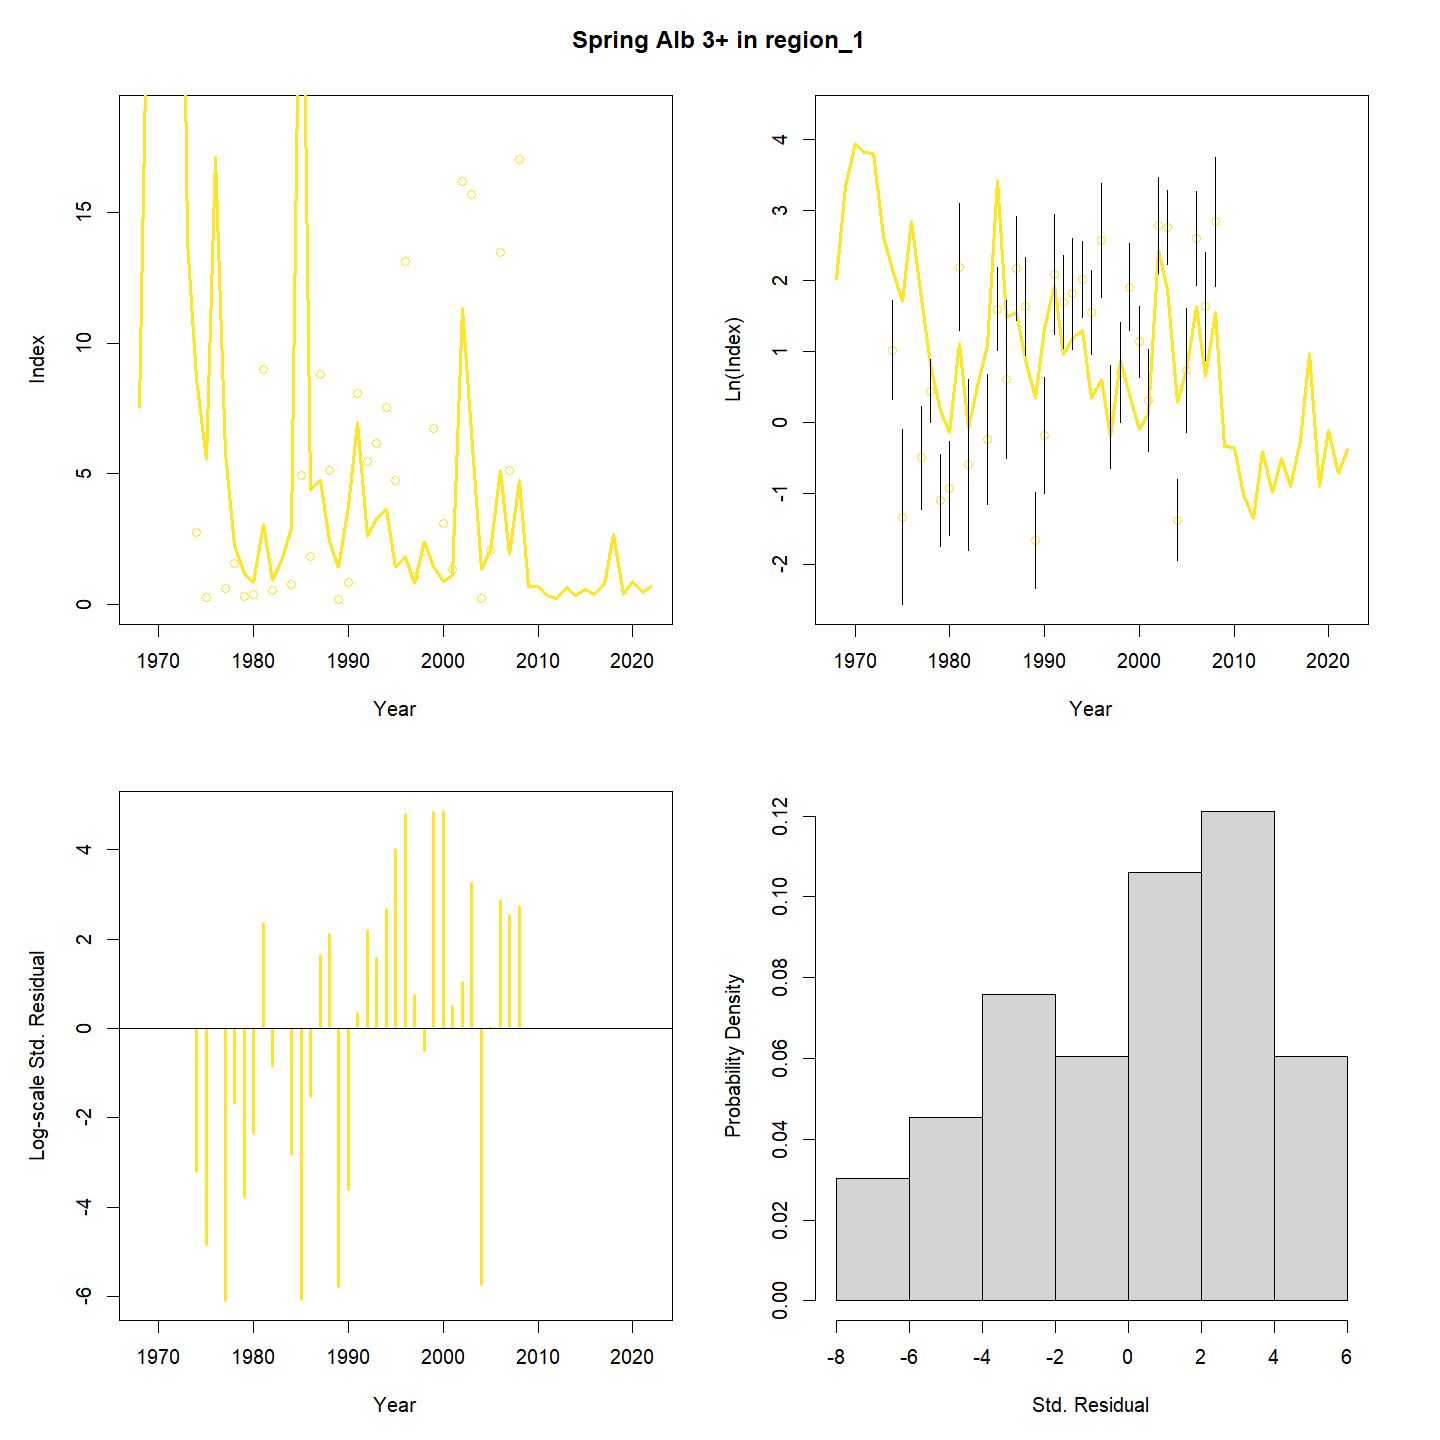 Spring Alb 3+ in region_1
Index
0 5 10 15
1970 1980 1990 2000 2010 2020
Year
Ln(Index)
-2 -1 0 1 2 3 4
1970 1980 1990 2000 2010 2020
Year
Log-scale Std. Residual
-6 -4 -2 0 2 4
1970 1980 1990 2000 2010 2020
Year
Probability Density
0.00 0.02 0.04 0.06 0.08 0.10 0.12
-8 -6 -4 -2 0 2 4 6
Std. Residual